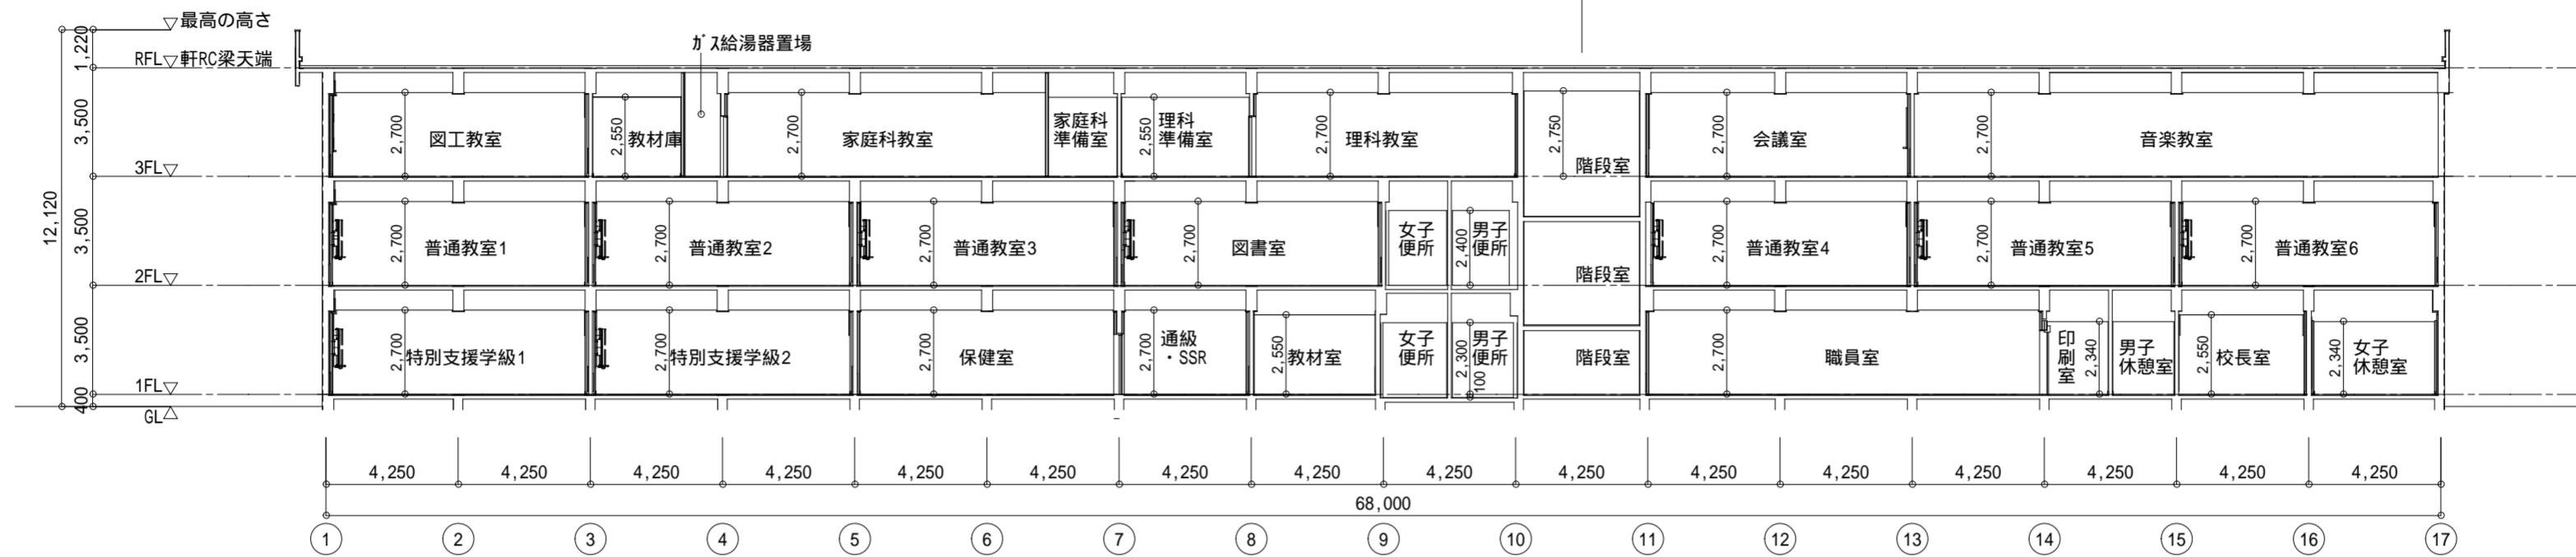 最高の高さ
1,220
ｶﾞｽ給湯器置場
RFL 軒RC梁天端
3,500
2,700
図工教室
2,550
教材庫
2,700
家庭科教室
家庭科
準備室
2,550
理科
準備室
2,700
理科教室
2,750
階段室
2,700
会議室
2,700
音楽教室
3FL
12,120
3,500
2,700
普通教室1
2,700
普通教室2
2,700
普通教室3
2,700
図書室
女子
便所
2,400
男子
便所
階段室
2,700
普通教室4
2,700
普通教室5
2,700
普通教室6
2FL
3,500
2,700
特別支援学級1
2,700
特別支援学級2
2,700
保健室
2,700
通級
・SSR
2,550
教材室
女子
便所
2,300
100
男子
便所
階段室
2,700
職員室
印刷室
2,340
男子
休憩室
2,550
校長室
2,340
女子
休憩室
1FL
400
GL
4,250 4,250 4,250 4,250 4,250 4,250 4,250 4,250 4,250 4,250 4,250 4,250 4,250 4,250 4,250 4,250
68,000
1 2 3 4 5 6 7 8 9 10 11 12 13 14 15 16 17